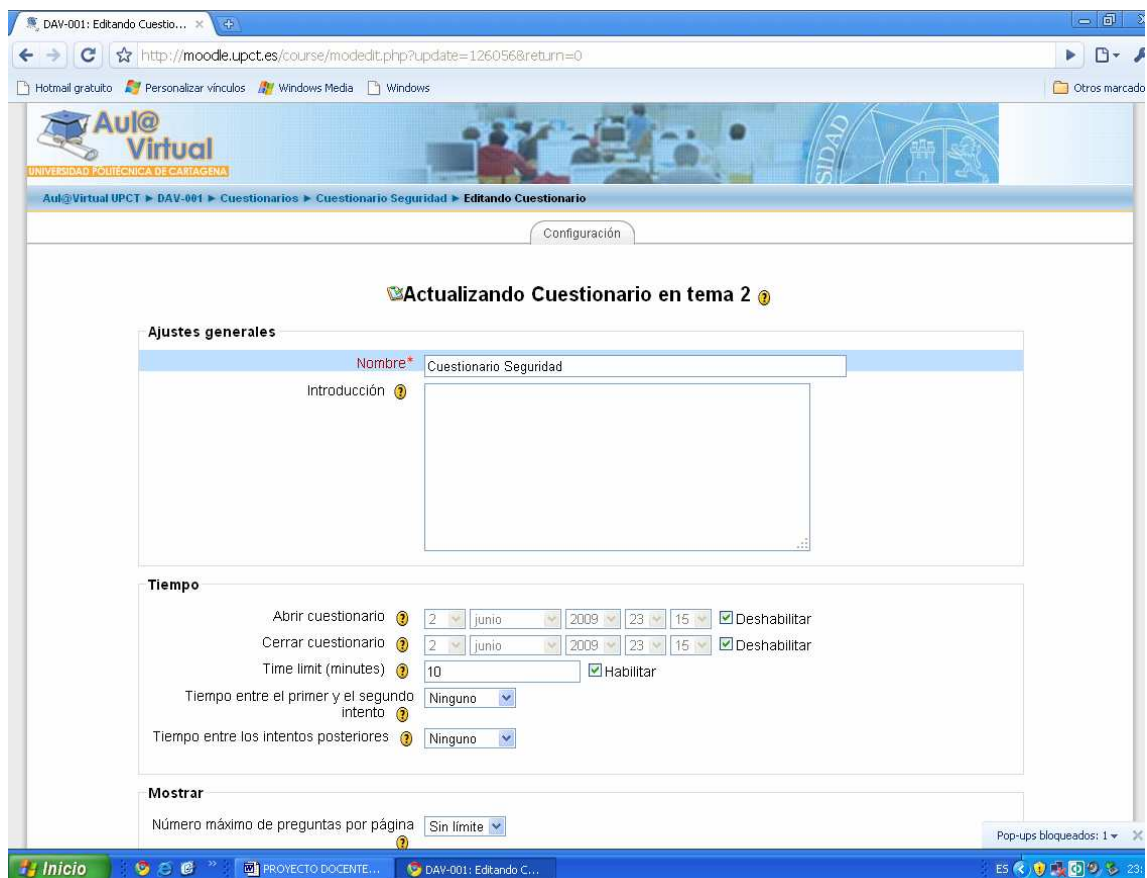 DAV-001: Editando Cuestio...
http://moodle.upct.es/course/modedit.php?update=126056&return=0
Hotmail gratuito Personalizar vínculos Windows Media Windows Otros marcado
Aul@
Virtual
UNIVERSIDAD POLITÉCNICA DE CARTAGENA
SIDAD
Aul@Virtual UPCT ► DAV-001 ► Cuestionarios ► Cuestionario Seguridad ► Editando Cuestionario
Configuración
Actualizando Cuestionario en tema 2
Ajustes generales
Nombre* Cuestionario Seguridad
Introducción
Tiempo
Abrir cuestionario 2 junio 2009 23 15 Deshabilitar
Cerrar cuestionario 2 junio 2009 23 15 Deshabilitar
Time limit (minutes) 10 Habilitar
Tiempo entre el primer y el segundo
intento Ninguno
Tiempo entre los intentos posteriores Ninguno
Mostrar
Número máximo de preguntas por página Sin límite
Pop-ups bloqueados: 1
Inicio PROYECTO DOCENTE... DAV-001: Editando C... ES 23: